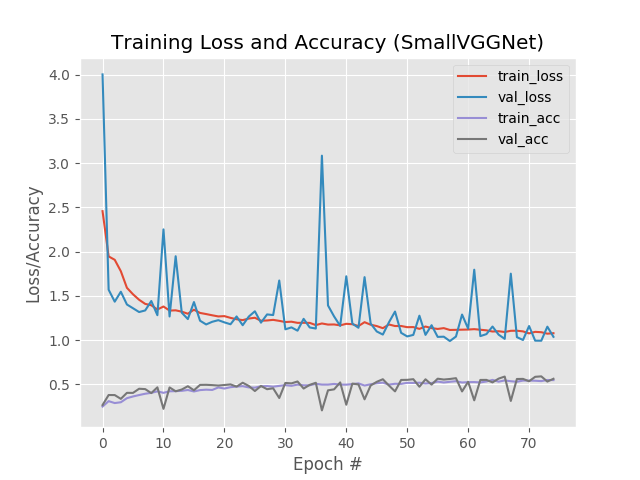 Training Loss and Accuracy (SmallVGGNet)
train_loss
val_loss
train_acc
val_acc
Loss/Accuracy
4.0
3.5
3.0
2.5
2.0
1.5
1.0
0.5
0 10 20 30 40 50 60 70
Epoch #